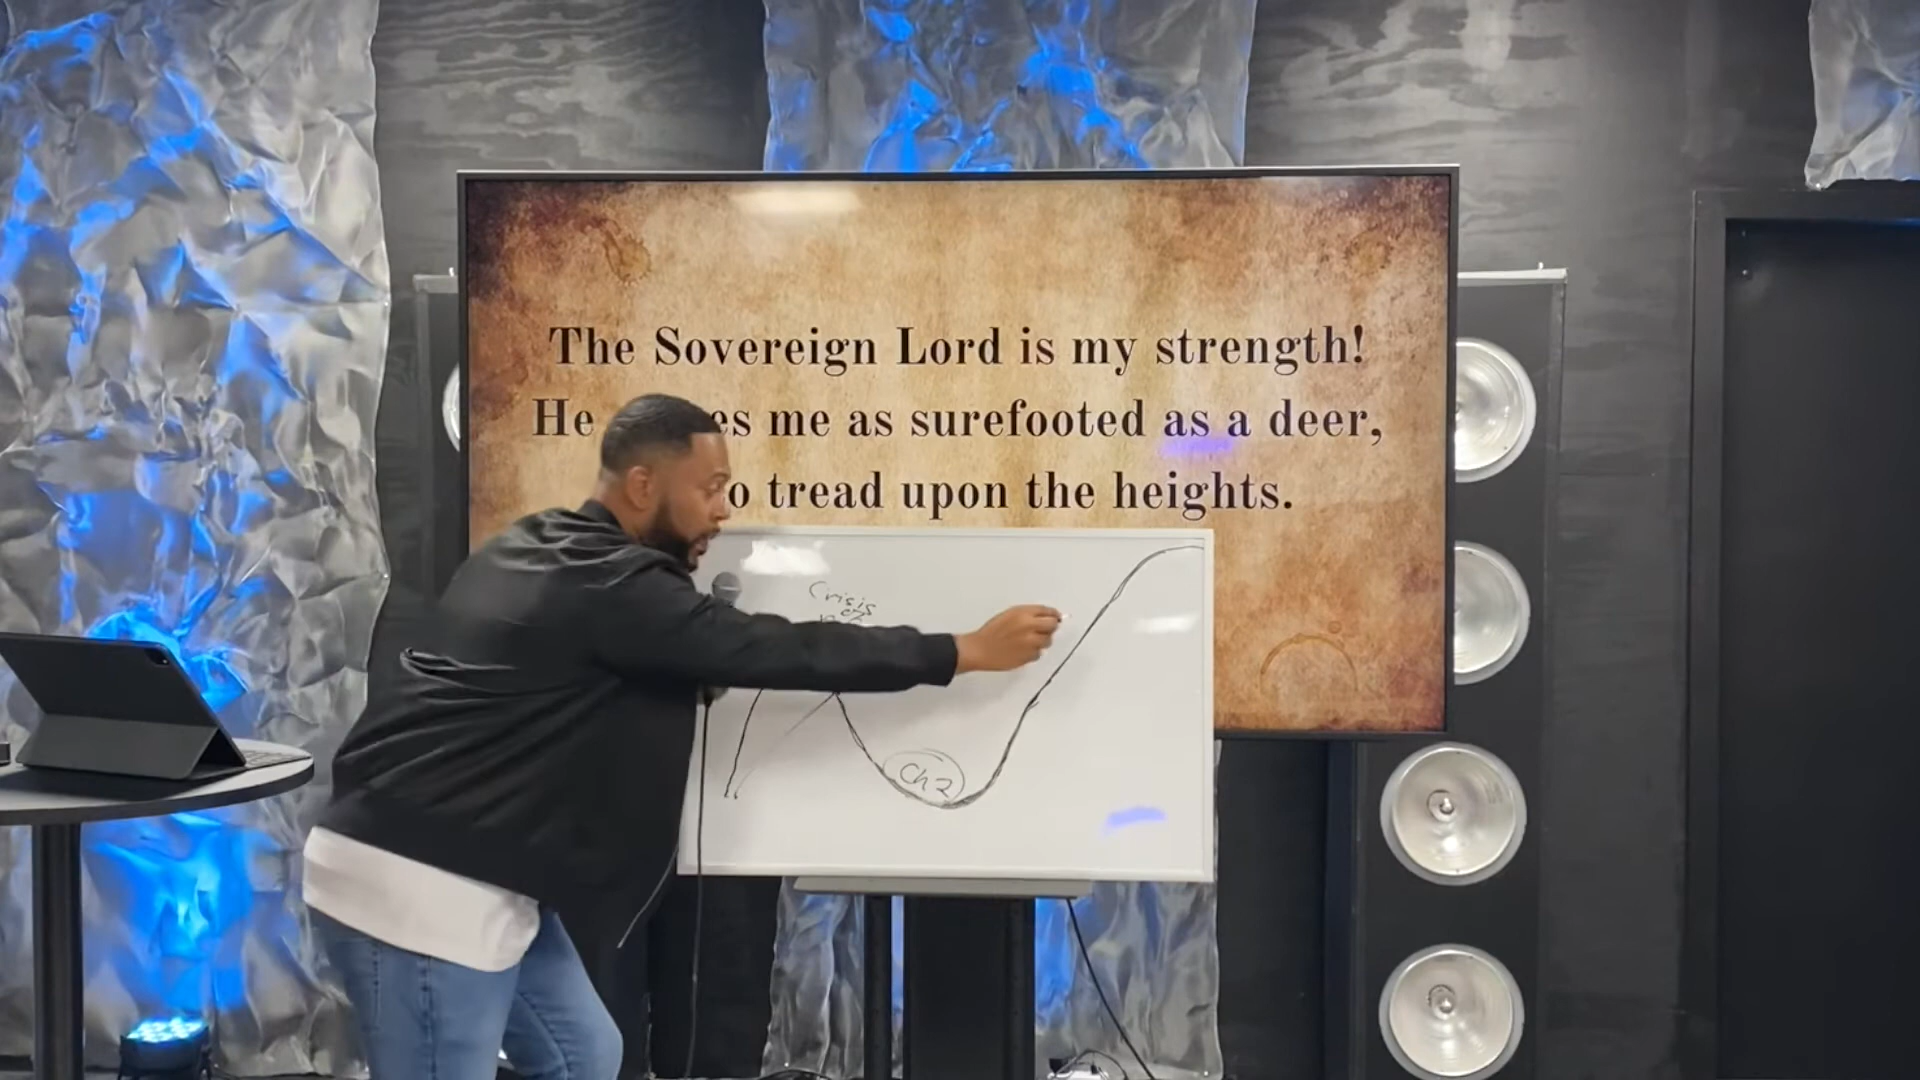 The Sovereign Lord is my strength!
He es me as surefooted as a deer,
o tread upon the heights.
Crisis
of
Ch 2